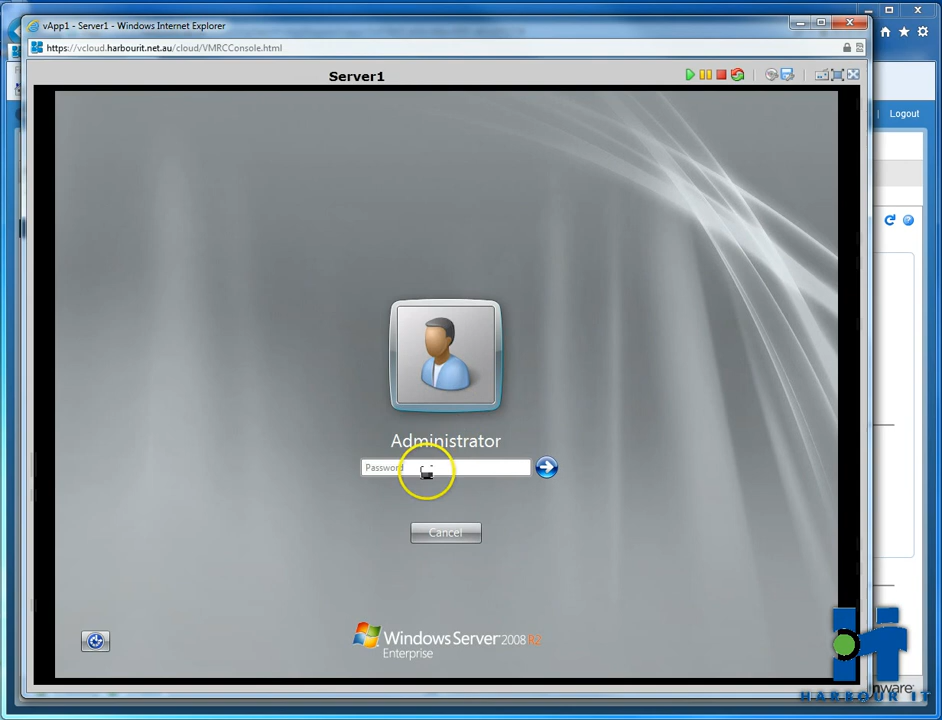 vApp1 - Server1 - Windows Internet Explorer
https://vcloud.harbourit.net.au/cloud/VMRCConsole.html
Server1
Logout
Administrator
Password
Cancel
Windows Server 2008 R2
Enterprise
HARBOUR IT